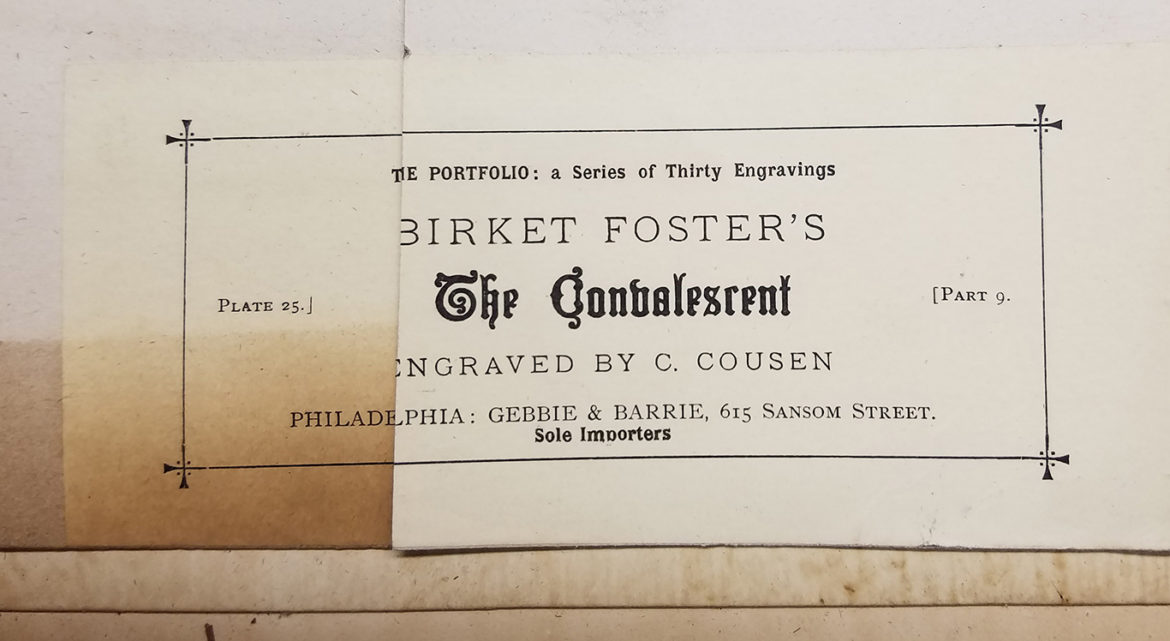 THE PORTFOLIO: a Series of Thirty Engravings
BIRKET FOSTER'S
The Convalescent
PLATE 25.]
[PART 9.
ENGRAVED BY C. COUSEN
PHILADELPHIA: GEBBIE & BARRIE, 615 SANSOM STREET.
Sole Importers